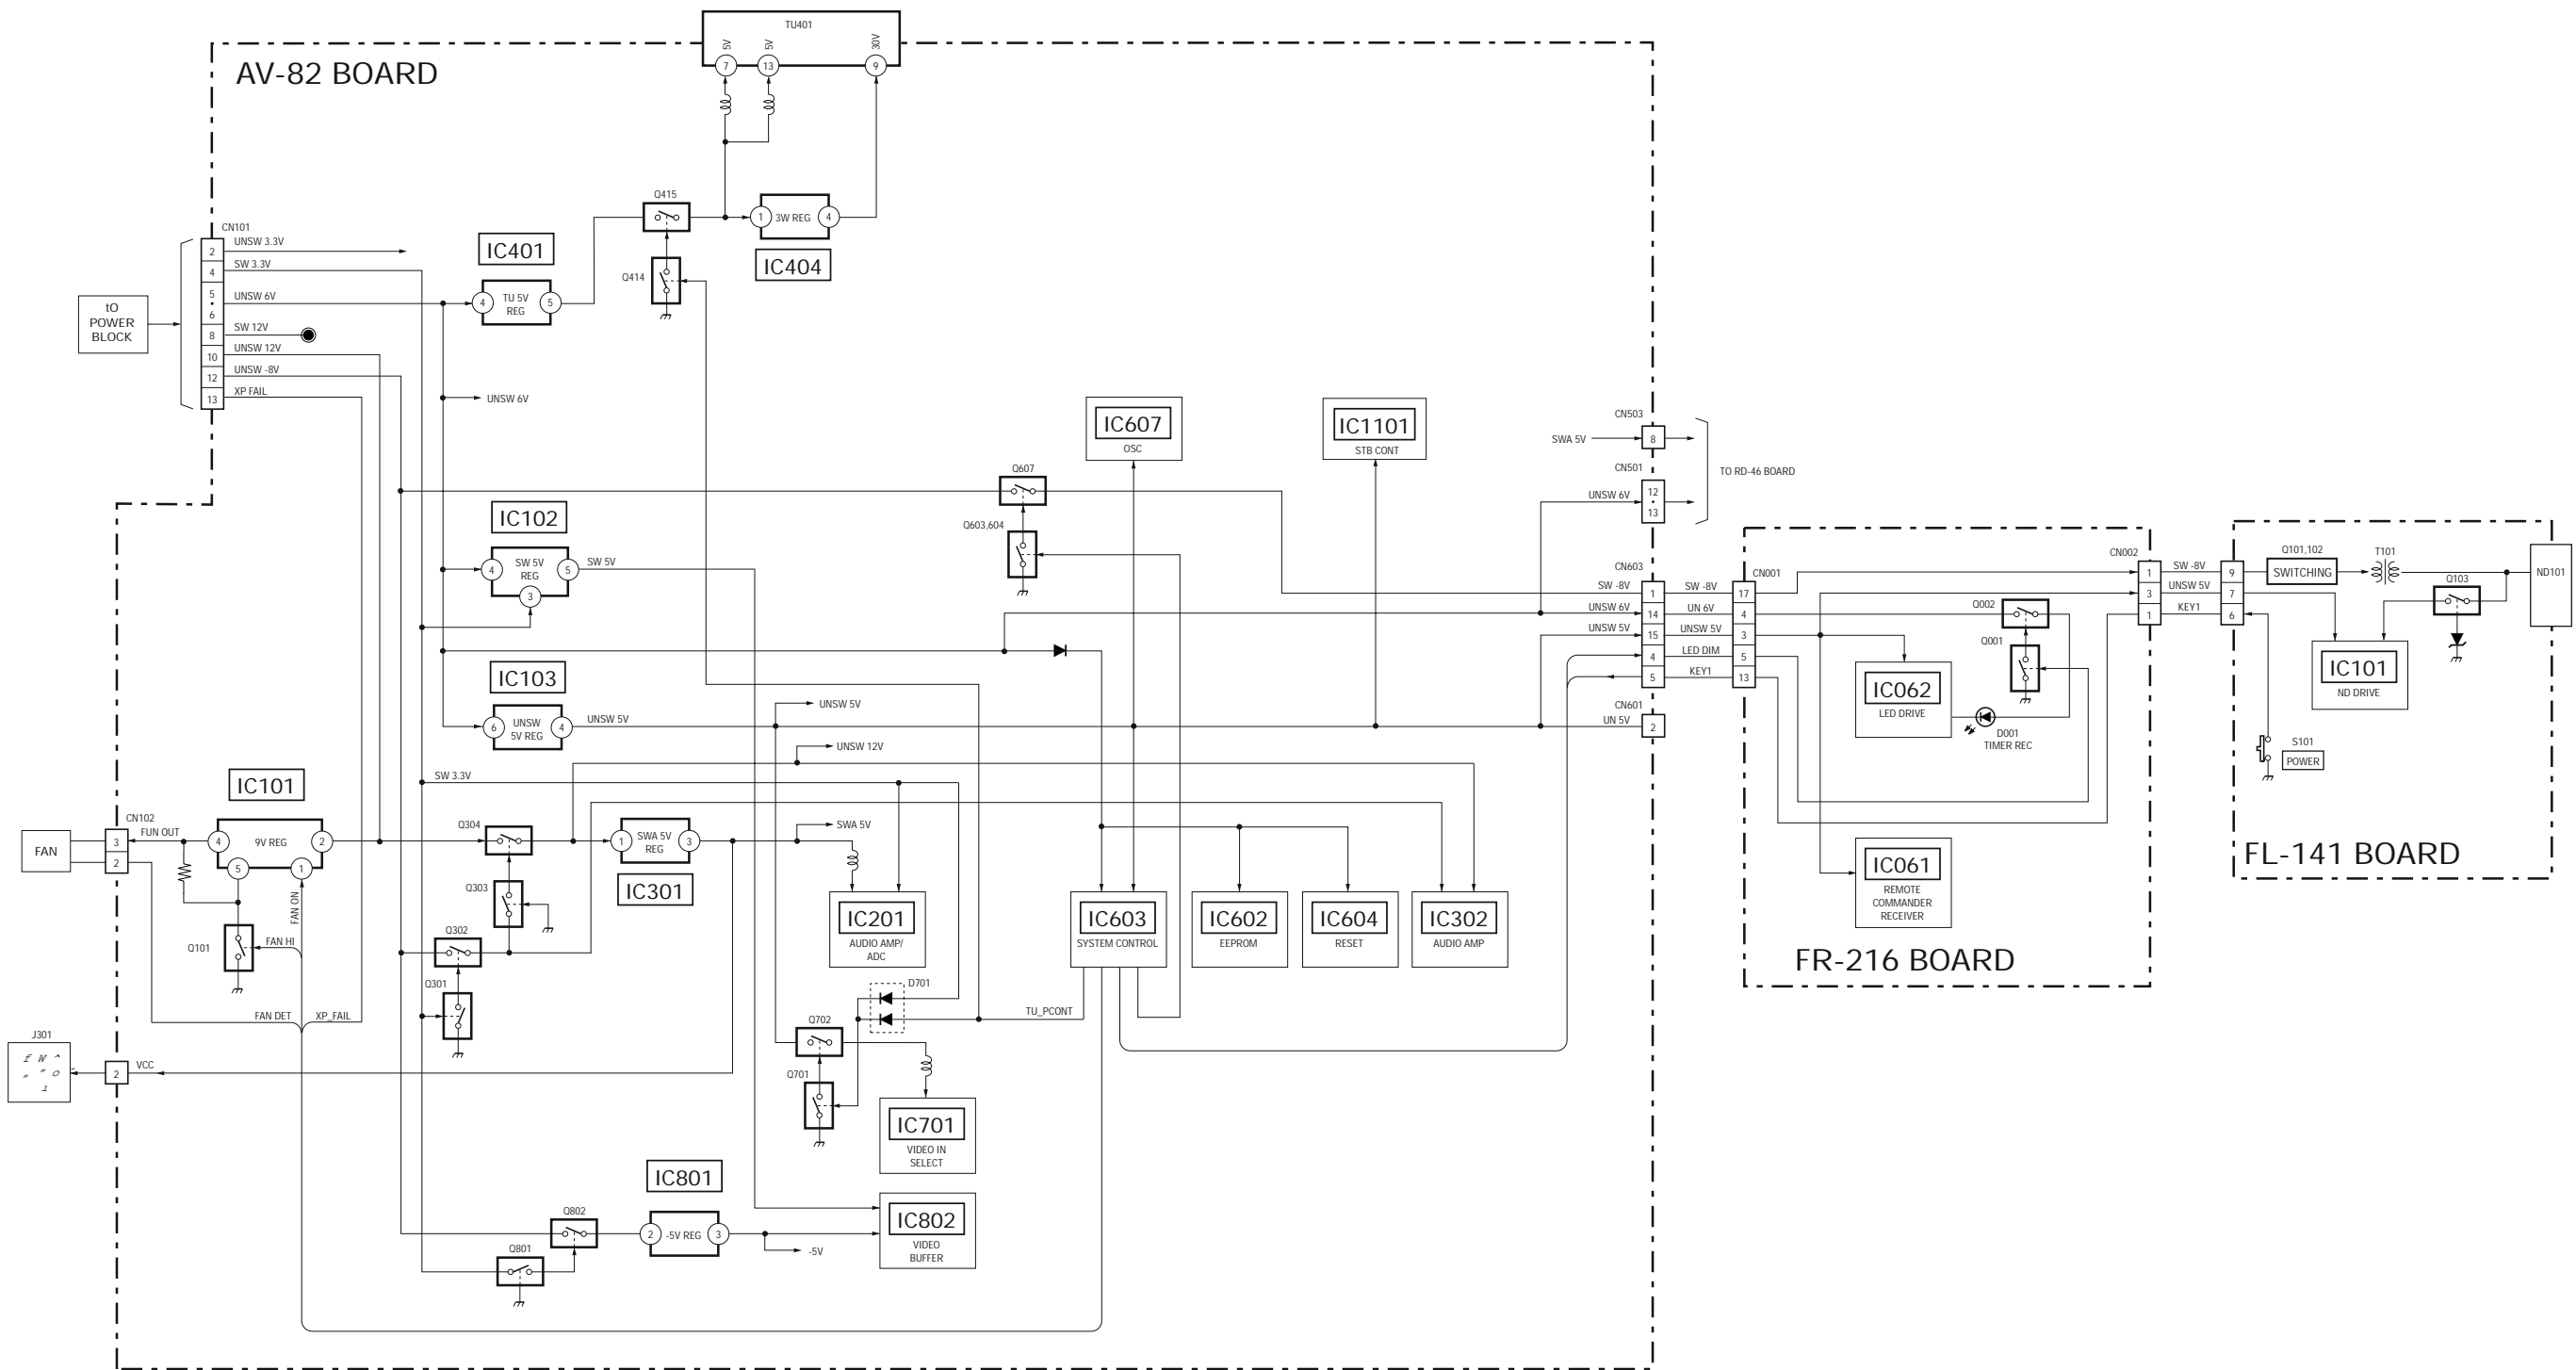 TU401
5V
5V
30V
7
13
9
AV-82 BOARD
Q415
1
3W REG
4
IC404
Q414
IC401
4
TU 5V
REG
5
CN101
2
UNSW 3.3V
4
SW 3.3V
5
•
6
UNSW 6V
8
SW 12V
10
UNSW 12V
12
UNSW -8V
13
XP FAIL
tO
POWER
BLOCK
UNSW 6V
IC607
OSC
IC1101
STB CONT
CN503
SWA 5V
8
CN501
UNSW 6V
12
•
13
TO RD-46 BOARD
Q607
Q603,604
IC102
4
SW 5V
REG
5
3
SW 5V
CN603
SW -8V
1
UNSW 6V
14
UNSW 5V
15
4
5
SW -8V
UN 6V
UNSW 5V
LED DIM
KEY1
CN001
17
4
3
5
13
CN601
UN 5V
2
IC103
6
UNSW
5V REG
4
UNSW 5V
UNSW 5V
UNSW 12V
SW 3.3V
IC101
CN102
FAN
3
2
FUN OUT
4
9V REG
2
5
1
FAN ON
Q101
FAN HI
FAN DET
XP_FAIL
Q304
Q303
Q302
Q301
1
SWA 5V
REG
3
IC301
SWA 5V
IC201
AUDIO AMP/
ADC
IC603
SYSTEM CONTROL
IC602
EEPROM
IC604
RESET
IC302
AUDIO AMP
D701
TU_PCONT
Q702
Q701
IC701
VIDEO IN
SELECT
J301
2
VCC
IC801
Q802
Q801
2
-5V REG
3
-5V
IC802
VIDEO
BUFFER
Q002
Q001
IC062
LED DRIVE
D001
TIMER REC
IC061
REMOTE
COMMANDER
RECEIVER
FR-216 BOARD
CN002
1
3
1
SW -8V
UNSW 5V
KEY1
9
7
6
Q101,102
SWITCHING
T101
Q103
ND101
IC101
ND DRIVE
S101
POWER
FL-141 BOARD